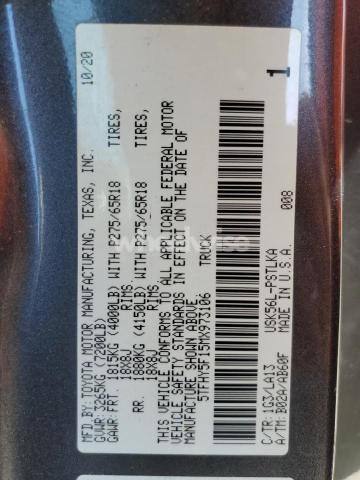 MFD BY:TOYOTA MOTOR MANUFACTURING, TEXAS, INC. 10/20
GVWR: 3265KG (7200LB)
GAWR:FRT. 1815KG (4000LB) WITH P275/65R18 TIRES,
18X8J RIMS,
RR. 1880KG (4150LB) WITH P275/65R18 TIRES,
18X8J RIMS,
THIS VEHICLE CONFORMS TO ALL APPLICABLE FEDERAL MOTOR
VEHICLE SAFETY STANDARDS IN EFFECT ON THE DATE OF
MANUFACTURE SHOWN ABOVE.
5TFHY5F15MX973106 TRUCK
1
USK56L-PSTLKA 008
C/TR:1G3/LA13
A/TM:B02A/AB60F MADE IN U.S.A.